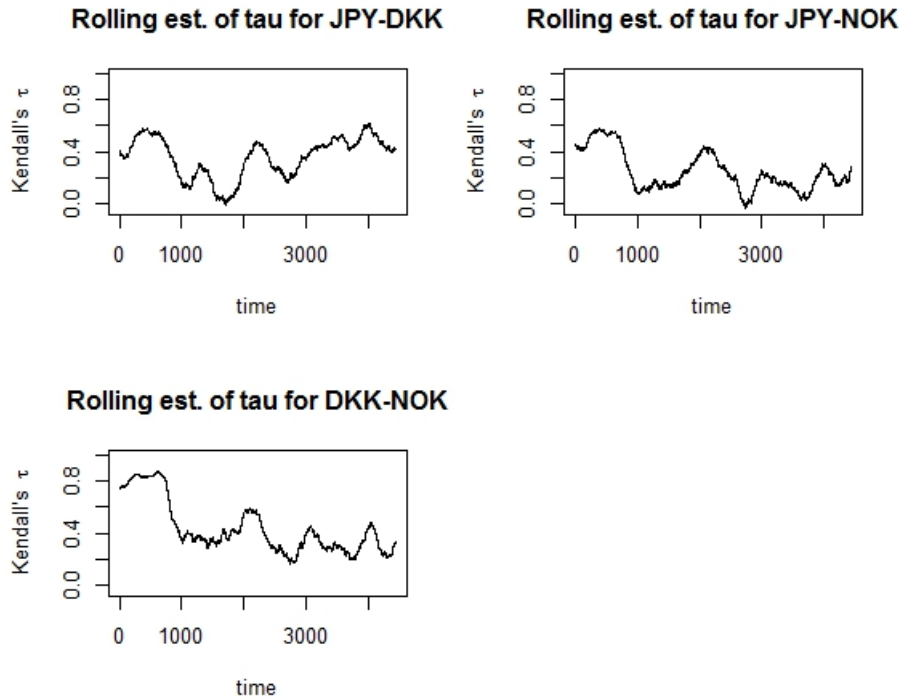 Rolling est. of tau for JPY-DKK
Kendall's τ
0.0 0.4 0.8
0 1000 3000
time
Rolling est. of tau for JPY-NOK
Kendall's τ
0.0 0.4 0.8
0 1000 3000
time
Rolling est. of tau for DKK-NOK
Kendall's τ
0.0 0.4 0.8
0 1000 3000
time